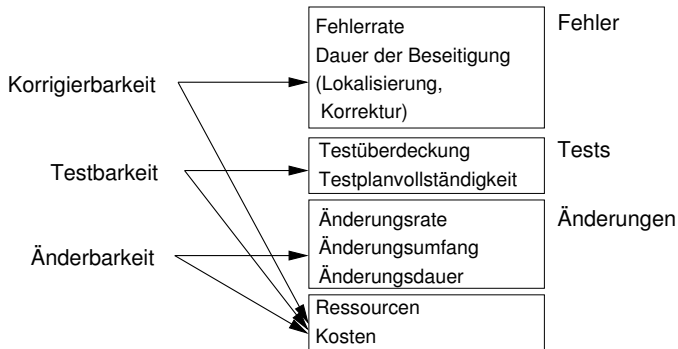 Fehlerrate
Dauer der Beseitigung
(Lokalisierung,
Korrektur)
Fehler
Korrigierbarkeit
Testüberdeckung
Testplanvollständigkeit
Tests
Testbarkeit
Änderungsrate
Änderungsumfang
Änderungsdauer
Änderungen
Änderbarkeit
Ressourcen
Kosten